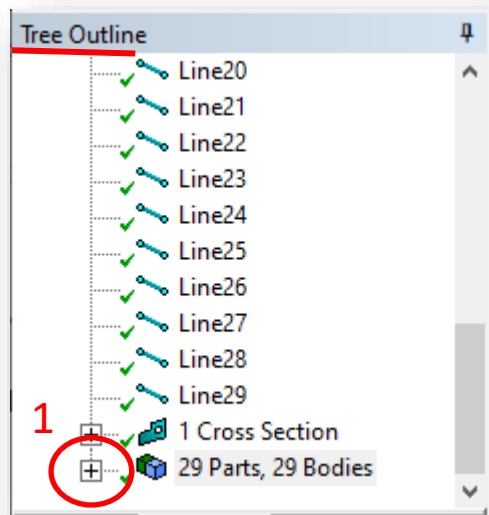 Tree Outline
Line20
Line21
Line22
Line23
Line24
Line25
Line26
Line27
Line28
Line29
1
1 Cross Section
29 Parts, 29 Bodies